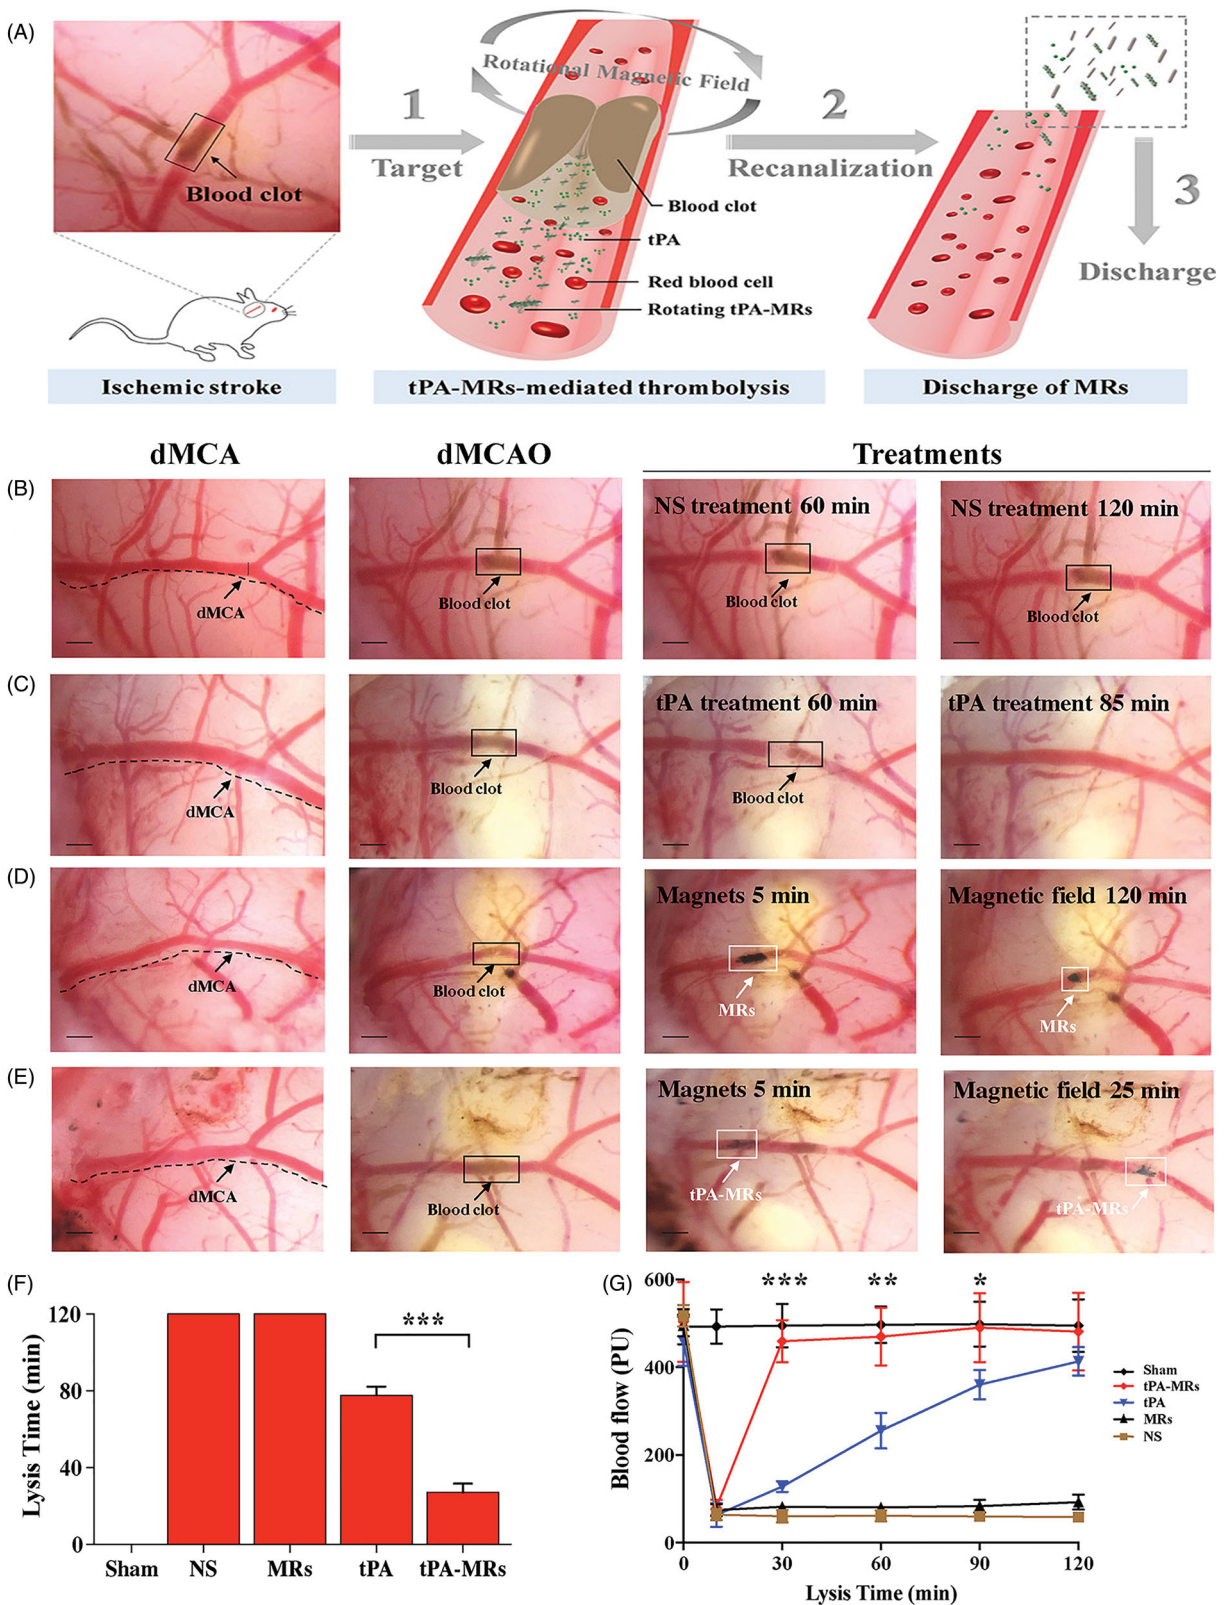 (A)
Blood clot
1
Target
Rotational Magnetic Field
Blood clot
tPA
Red blood cell
Rotating tPA-MRs
2
Recanalization
3
Discharge
Ischemic stroke
tPA-MRs-mediated thrombolysis
Discharge of MRs
dMCA
dMCAO
Treatments
(B)
dMCA
Blood clot
NS treatment 60 min
Blood clot
NS treatment 120 min
Blood clot
(C)
dMCA
Blood clot
tPA treatment 60 min
Blood clot
tPA treatment 85 min
(D)
dMCA
Blood clot
Magnets 5 min
MRs
Magnetic field 120 min
MRs
(E)
dMCA
Blood clot
Magnets 5 min
tPA-MRs
Magnetic field 25 min
tPA-MRs
(F)
Lysis Time (min)
120
80
40
0
***
Sham
NS
MRs
tPA
tPA-MRs
(G)
Blood flow (PU)
600
400
200
0
***
**
*
0
30
60
90
120
Lysis Time (min)
Sham
tPA-MRs
tPA
MRs
NS